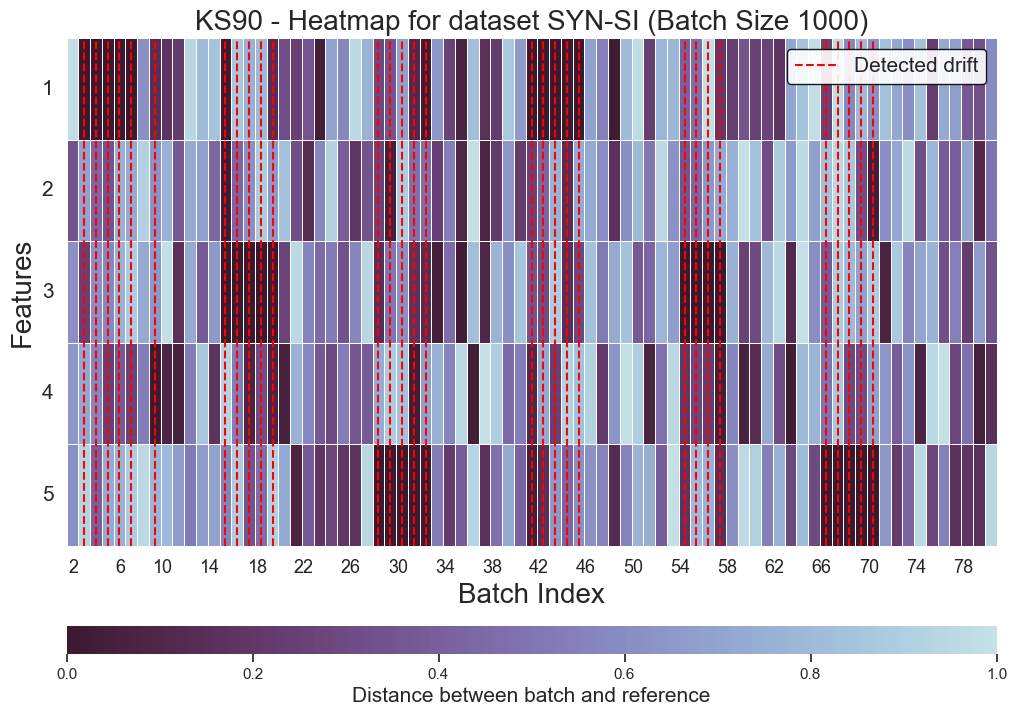 KS90 - Heatmap for dataset SYN-SI (Batch Size 1000)
Detected drift
Features
1
2
3
4
5
2 6 10 14 18 22 26 30 34 38 42 46 50 54 58 62 66 70 74 78
Batch Index
0.0 0.2 0.4 0.6 0.8 1.0
Distance between batch and reference